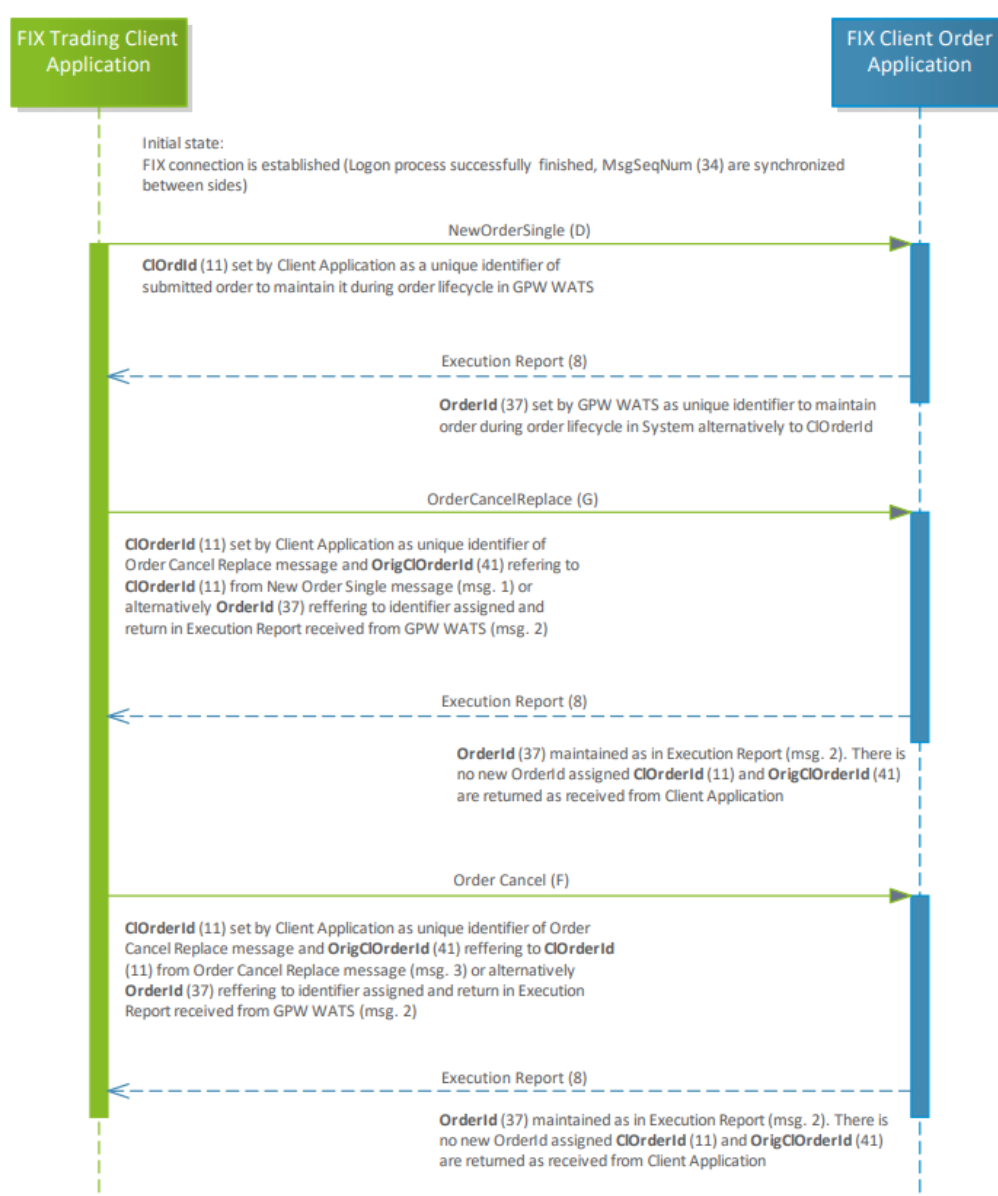 FIX Trading Client
Application
FIX Client Order
Application
Initial state:
FIX connection is established (Logon process successfully finished, MsgSeqNum (34) are synchronized
between sides)
NewOrderSingle (D)
ClOrdId (11) set by Client Application as a unique identifier of
submitted order to maintain it during order lifecycle in GPW WATS
Execution Report (8)
OrderId (37) set by GPW WATS as unique identifier to maintain
order during order lifecycle in System alternatively to ClOrderId
OrderCancelReplace (G)
ClOrderId (11) set by Client Application as unique identifier of
Order Cancel Replace message and OrigClOrderId (41) refering to
ClOrderId (11) from New Order Single message (msg. 1) or
alternatively OrderId (37) reffering to identifier assigned and
return in Execution Report received from GPW WATS (msg. 2)
Execution Report (8)
OrderId (37) maintained as in Execution Report (msg. 2). There is
no new OrderId assigned ClOrderId (11) and OrigClOrderId (41)
are returned as received from Client Application
Order Cancel (F)
ClOrderId (11) set by Client Application as unique identifier of Order
Cancel Replace message and OrigClOrderId (41) reffering to ClOrderId
(11) from Order Cancel Replace message (msg. 3) or alternatively
OrderId (37) reffering to identifier assigned and return in Execution
Report received from GPW WATS (msg. 2)
Execution Report (8)
OrderId (37) maintained as in Execution Report (msg. 2). There is
no new OrderId assigned ClOrderId (11) and OrigClOrderId (41)
are returned as received from Client Application